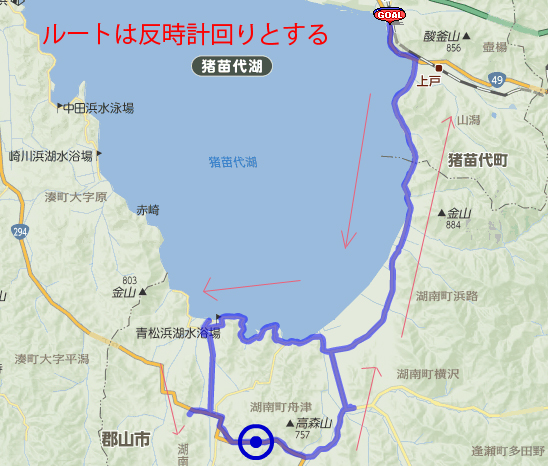 ルートは反時計回りとする
GOAL
酸釜山
856
壺楊
猪苗代湖
上戸
49
中田浜水泳場
山潟
崎川浜湖水浴場
猪苗代湖
猪苗代町
湊町大字原
赤崎
金山
884
294
803
金山
湖南町浜路
青松浜湖水浴場
湊町大字平潟
湖南町横沢
湖南町舟津
高森山
757
郡山市
湖南
逢瀬町多田野